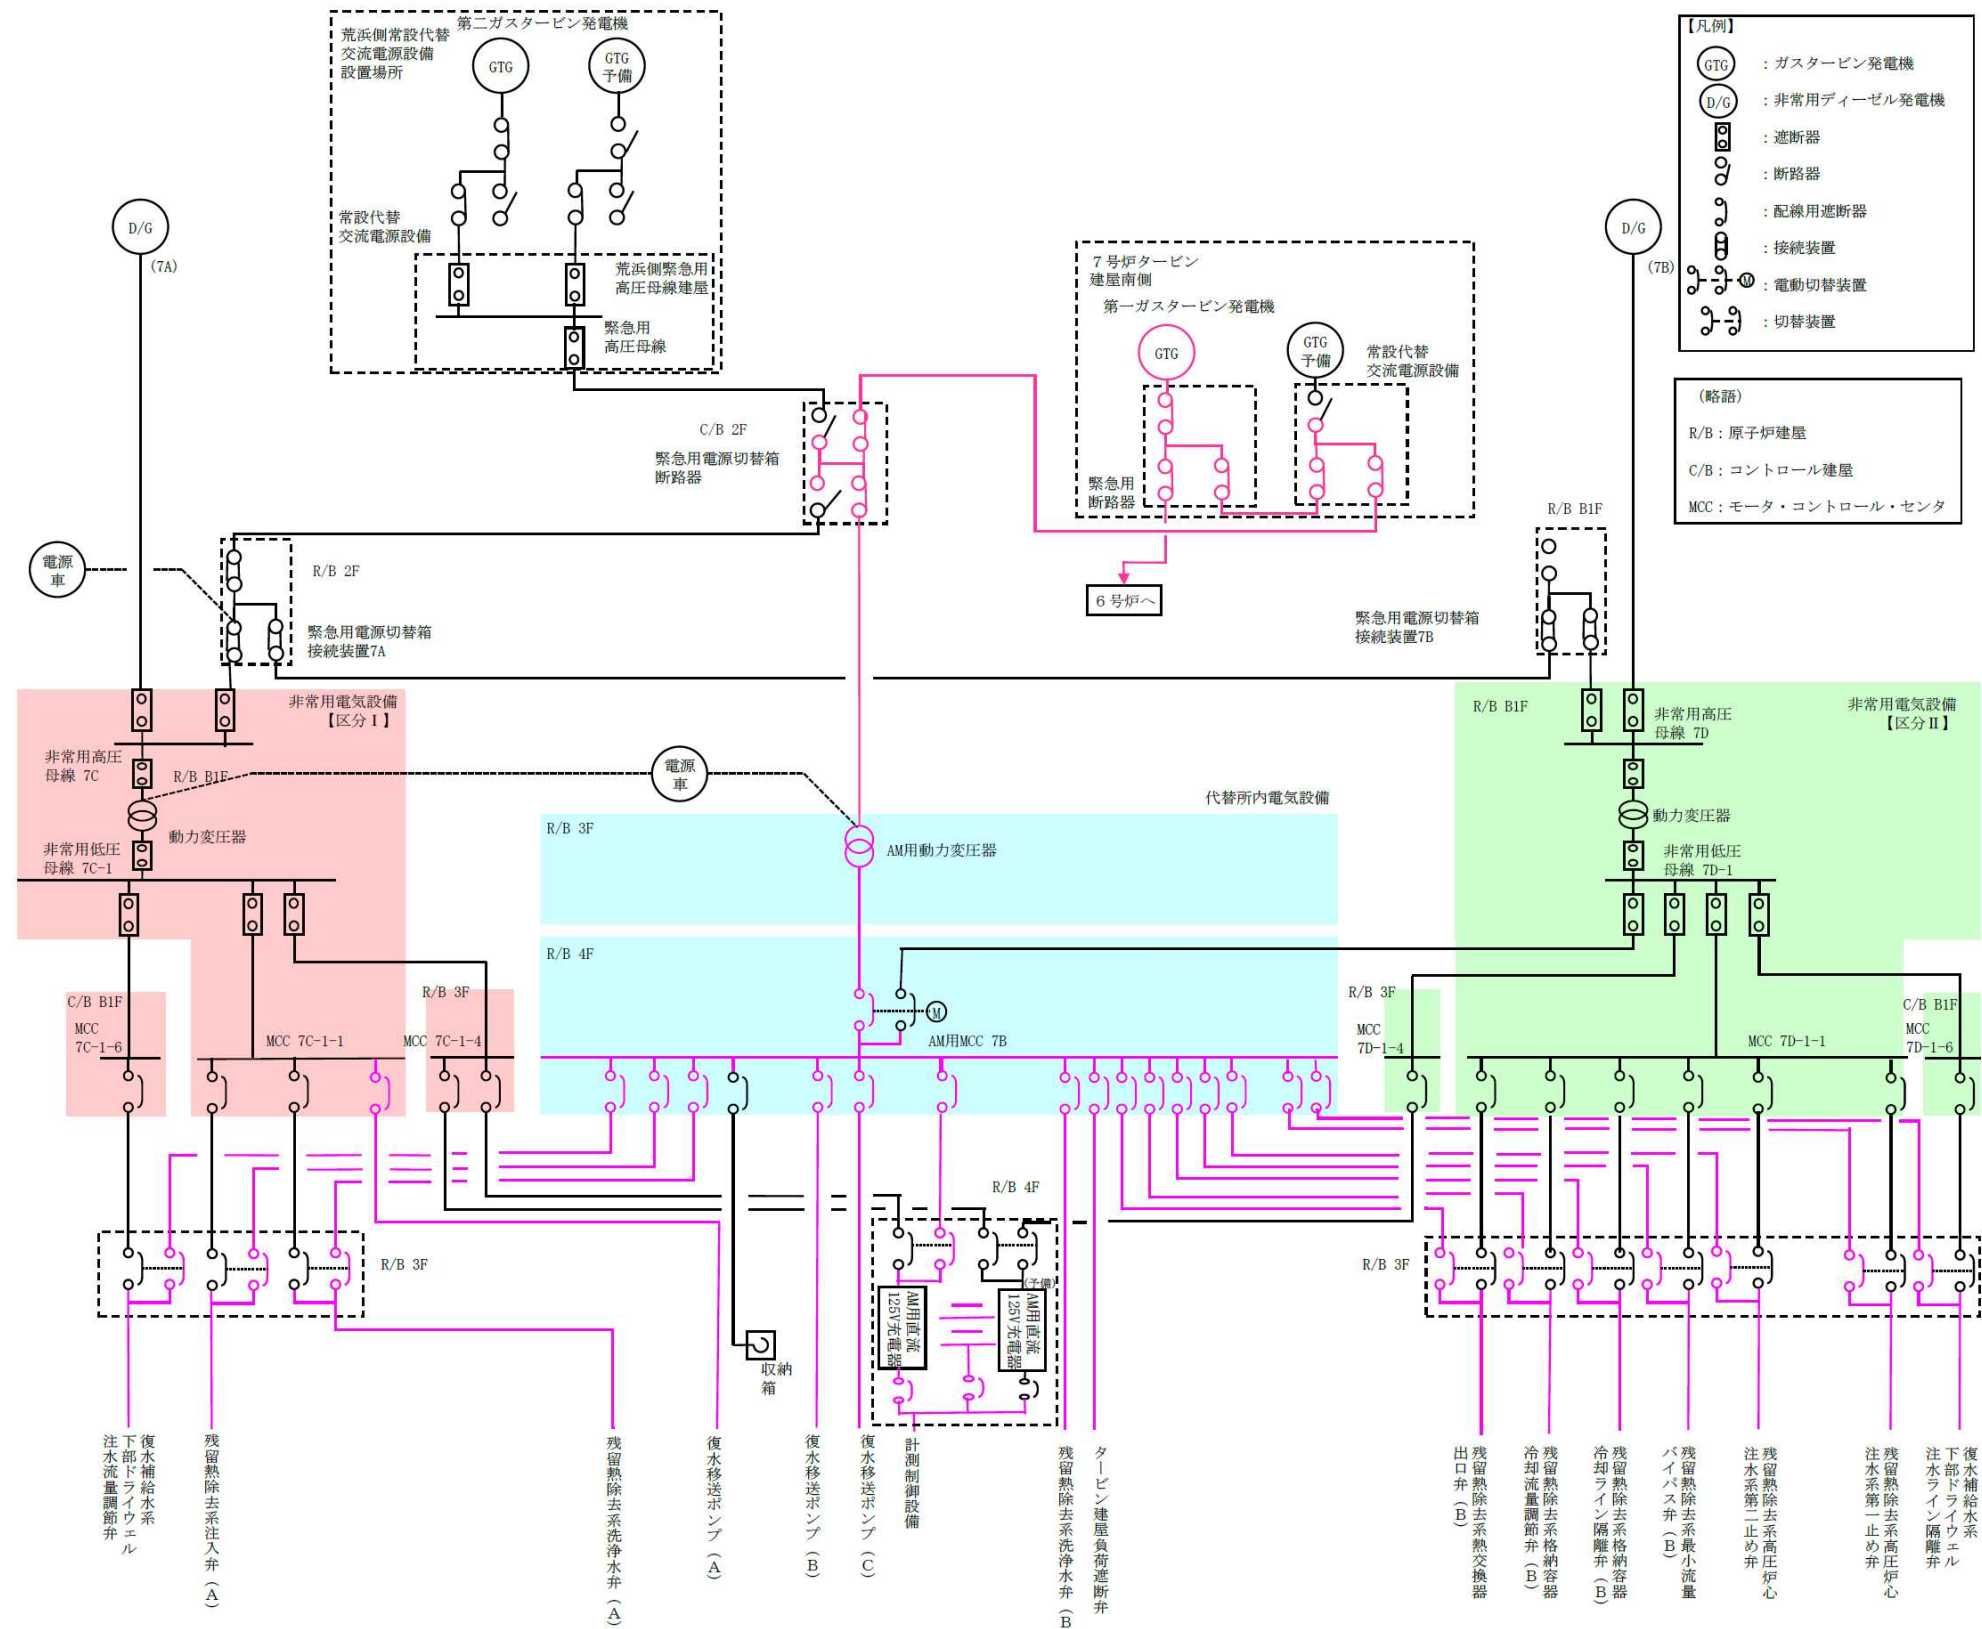 荒浜側常設代替
交流電源設備
設置場所
第二ガスタービン発電機
GTG
GTG
予備
常設代替
交流電源設備
荒浜側緊急用
高圧母線建屋
緊急用
高圧母線
【凡例】
GTG
：ガスタービン発電機
D/G
：非常用ディーゼル発電機
：遮断器
：断路器
：配線用遮断器
：接続装置
M
：電動切替装置
：切替装置
（略語）
R/B：原子炉建屋
C/B：コントロール建屋
MCC：モータ・コントロール・センタ
D/G
(7A)
D/G
(7B)
７号炉タービン
建屋南側
第一ガスタービン発電機
GTG
GTG
予備
常設代替
交流電源設備
緊急用
断路器
６号炉へ
C/B 2F
緊急用電源切替箱
断路器
電源
車
R/B 2F
緊急用電源切替箱
接続装置7A
R/B B1F
緊急用電源切替箱
接続装置7B
非常用電気設備
【区分Ⅰ】
非常用高圧
母線 7C
R/B B1F
動力変圧器
非常用低圧
母線 7C-1
電源
車
代替所内電気設備
R/B 3F
AM用動力変圧器
R/B 4F
M
AM用MCC 7B
R/B B1F
非常用高圧
母線 7D
非常用電気設備
【区分Ⅱ】
動力変圧器
非常用低圧
母線 7D-1
C/B B1F
MCC
7C-1-6
MCC 7C-1-1
R/B 3F
MCC 7C-1-4
R/B 3F
MCC
7D-1-4
MCC 7D-1-1
C/B B1F
MCC
7D-1-6
R/B 3F
R/B 4F
(予備)
AM用直流
125V充電器
AM用直流
125V充電器
収納
箱
R/B 3F
復水補給水系
下部ドライウェル
注水流量調節弁
残留熱除去系注入弁（A）
残留熱除去系洗浄水弁（A）
復水移送ポンプ（A）
復水移送ポンプ（B）
復水移送ポンプ（C）
計測制御設備
残留熱除去系洗浄水弁（B
タービン建屋負荷遮断弁
残留熱除去系熱交換器
出口弁（B）
残留熱除去系格納容器
冷却流量調節弁（B）
残留熱除去系格納容器
冷却ライン隔離弁（B）
残留熱除去系最小流量
バイパス弁（B）
残留熱除去系高圧炉心
注水系第二止め弁
残留熱除去系高圧炉心
注水系第一止め弁
復水補給水系
下部ドライウェル
注水ライン隔離弁